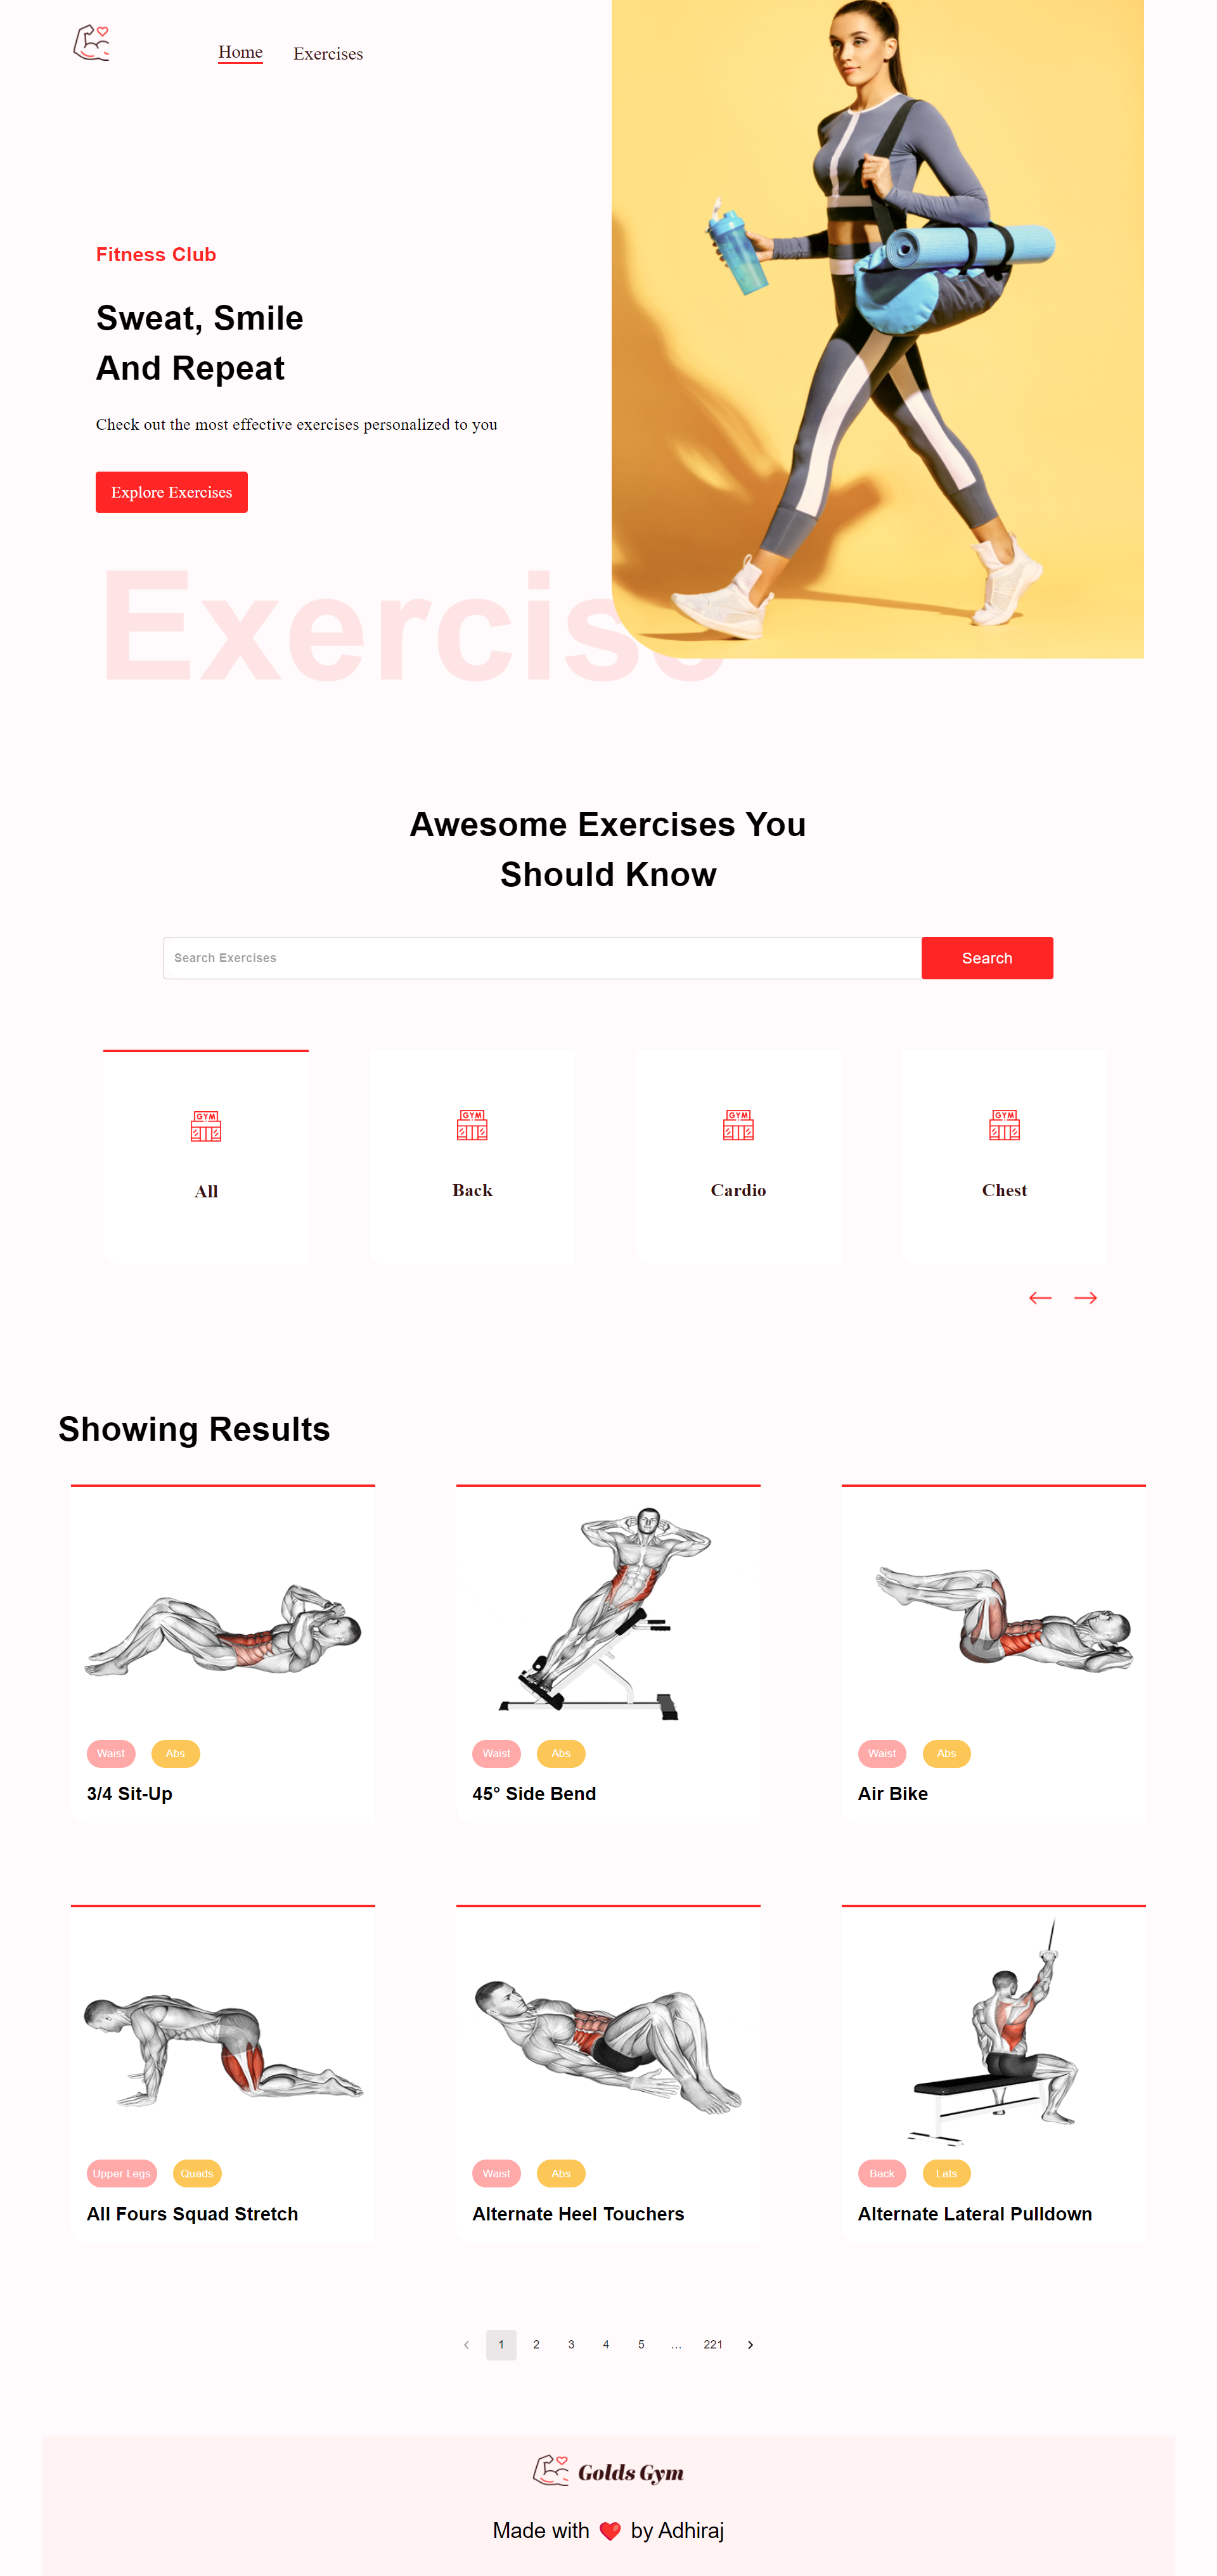 Home Exercises
Fitness Club
Sweat, Smile
And Repeat
Check out the most effective exercises personalized to you
Explore Exercises
Exercise
Awesome Exercises You
Should Know
Search Exercises Search
GYM GYM GYM GYM
All Back Cardio Chest
Showing Results
Waist Abs
3/4 Sit-Up
Waist Abs
45° Side Bend
Waist Abs
Air Bike
Upper Legs Quads
All Fours Squad Stretch
Waist Abs
Alternate Heel Touchers
Back Lats
Alternate Lateral Pulldown
1 2 3 4 5 … 221
Golds Gym
Made with ❤️ by Adhiraj